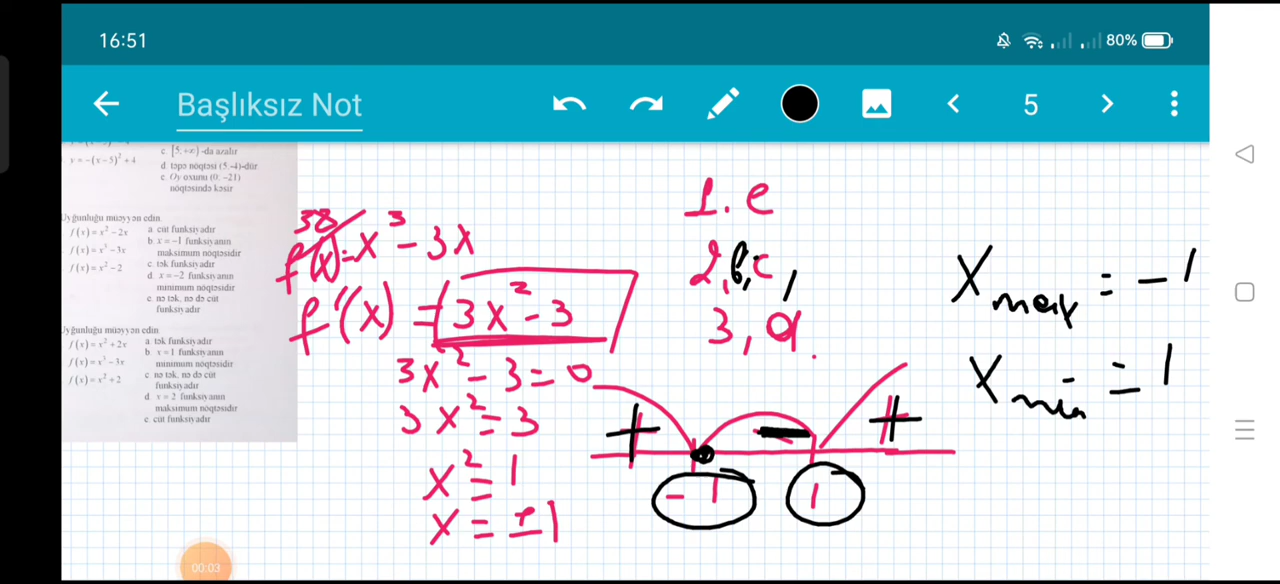 16:51
80%
Başlıksız Not
5
c. [5;+∞)-da azalır
y=-(x-5)²+4
d. təpə nöqtəsi (5;-4)-dür
e. Oy oxunu (0; -21)
nöqtəsində kəsir
Uyğunluğu müəyyən edin.
f(x)=x²-2x
a. cüt funksiyadır
b. x=-1 funksiyanın
f(x)=x³-3x
maksimum nöqtəsidir
f(x)=x²-2
c. tək funksiyadır
d. x=-2 funksiyanın
minimum nöqtəsidir
e. nə tək, nə də cüt
funksiyadır
Uyğunluğu müəyyən edin.
f(x)=x²+2x
a. tək funksiyadır
b. x=1 funksiyanın
f(x)=x³-3x
minimum nöqtəsidir
f(x)=x²+2
c. nə tək, nə də cüt
funksiyadır
d. x=2 funksiyanın
maksimum nöqtəsidir
e. cüt funksiyadır
38
f(x)=x³-3x
f'(x)=(3x²-3
3x²-3=0
3x²=3
x²=1
x=±1
1. e
2, b, c,
3, a.
+ - +
-1 1
Xmax=-1
Xmin=1
00:03